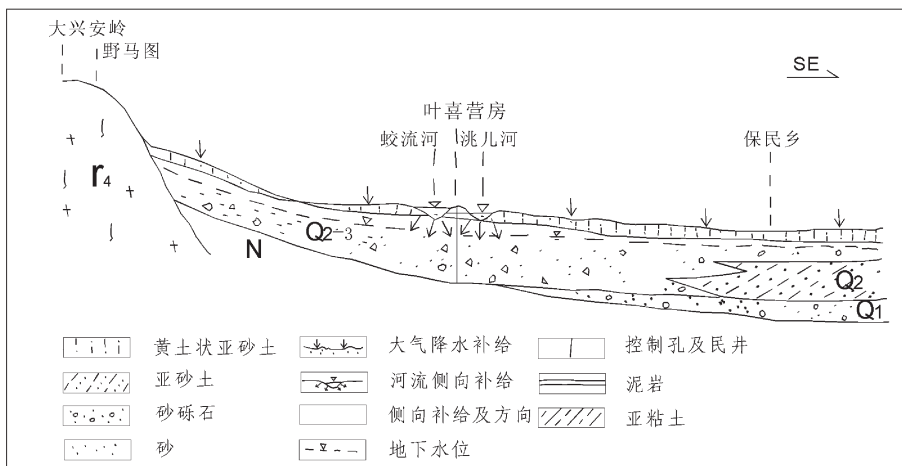 大兴安岭
野马图
SE
叶喜营房
蛟流河 洮儿河
保民乡
r4
N
Q2-3
Q2
Q1
黄土状亚砂土
大气降水补给
控制孔及民井
亚砂土
河流侧向补给
泥岩
砂砾石
侧向补给及方向
亚粘土
砂
地下水位